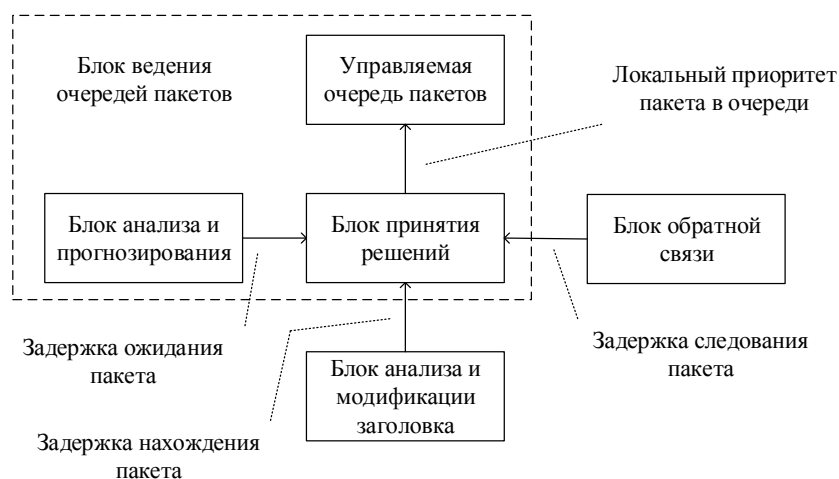 Блок ведения
очередей пакетов
Управляемая
очередь пакетов
Локальный приоритет
пакета в очереди
Блок анализа и
прогнозирования
Блок принятия
решений
Блок обратной
связи
Задержка ожидания
пакета
Задержка следования
пакета
Блок анализа и
модификации
заголовка
Задержка нахождения
пакета